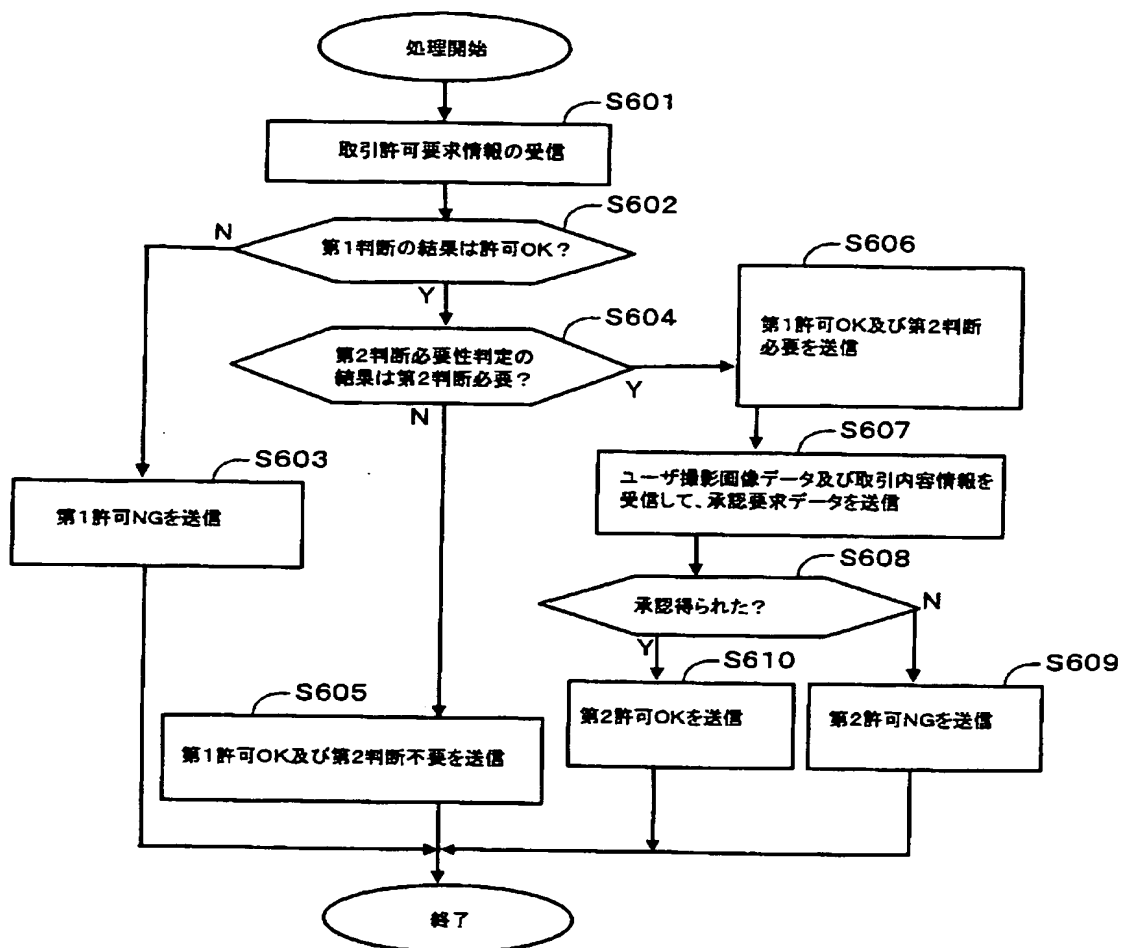 処理開始
S601
取引許可要求情報の受信
S602
N
第1判断の結果は許可OK?
Y
S604
第2判断必要性判定の
結果は第2判断必要?
Y
N
S606
第1許可OK及び第2判断
必要を送信
S603
第1許可NGを送信
S607
ユーザ撮影画像データ及び取引内容情報を
受信して、承認要求データを送信
S608
承認得られた?
N
Y
S610
第2許可OKを送信
S609
第2許可NGを送信
S605
第1許可OK及び第2判断不要を送信
終了